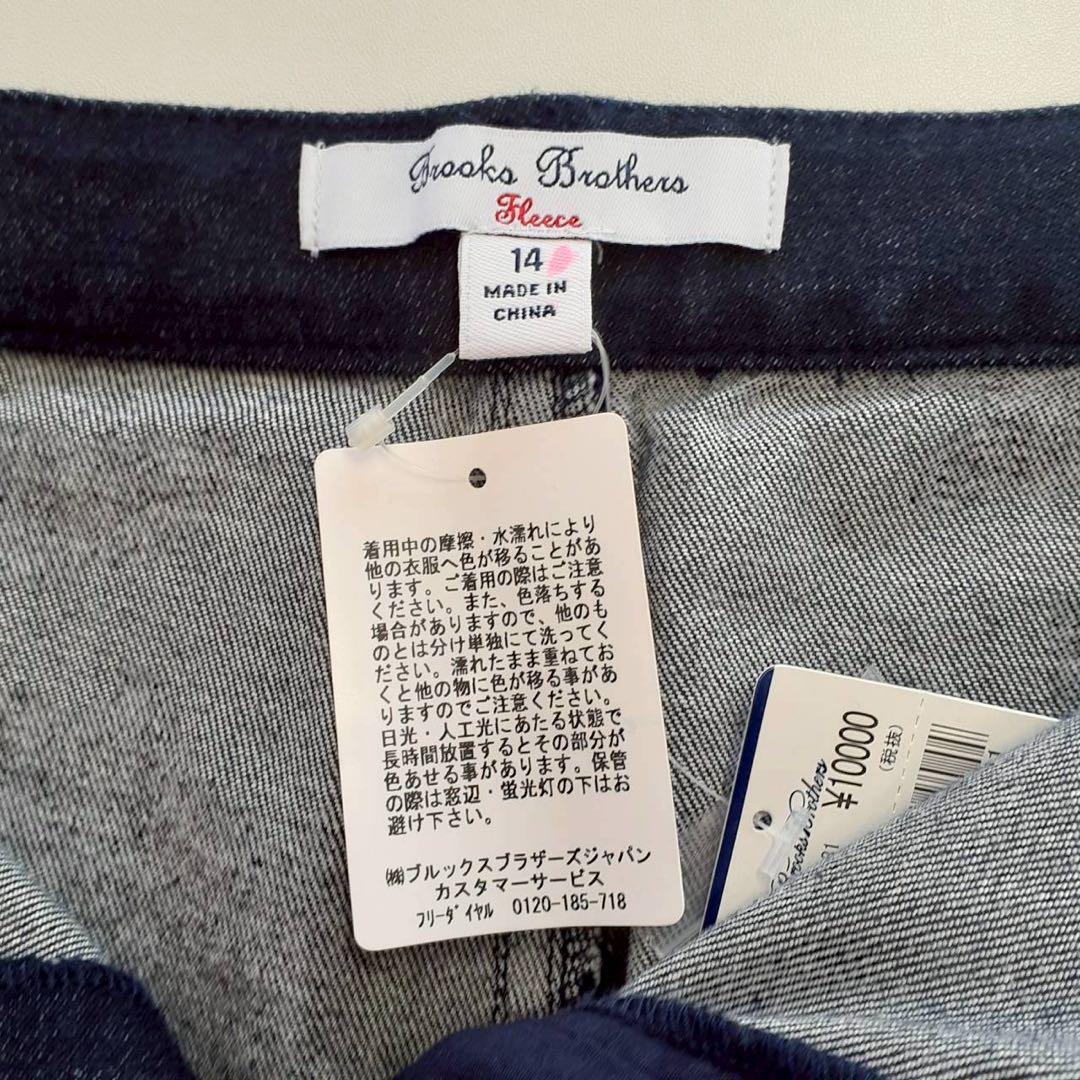 Brooks Brothers
Fleece
14
MADE IN
CHINA
着用中の摩擦・水濡れにより
他の衣服へ色が移ることがあ
ります。ご着用の際はご注意
ください。また、色落ちする
場合がありますので、他のも
のとは分け単独にて洗ってく
ださい。濡れたまま重ねてお
くと他の物に色が移る事があ
りますのでご注意ください。
日光・人工光にあたる状態で
長時間放置するとその部分が
色あせる事があります。保管
の際は窓辺・蛍光灯の下はお
避け下さい。
㈱ブルックスブラザーズジャパン
カスタマーサービス
フリーダイヤル 0120-185-718
Brooks Brothers
¥10000
(税抜)